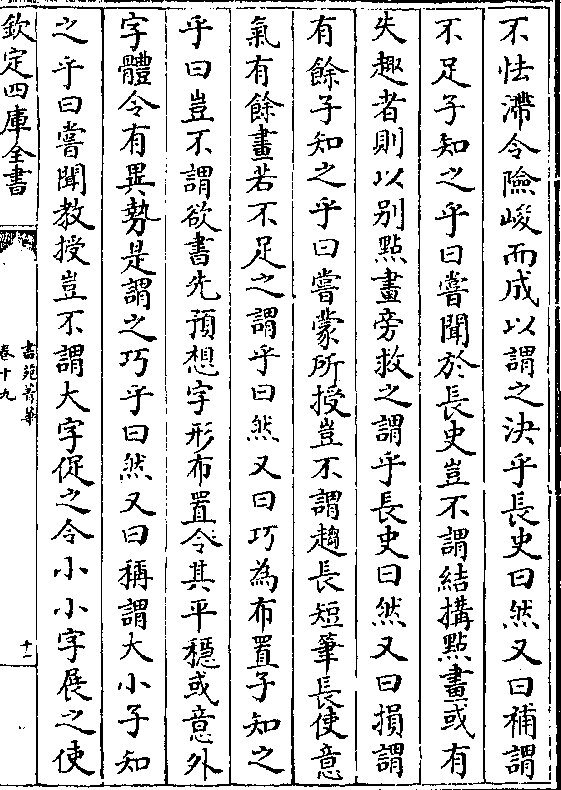 不怯滯令險峻而成以謂之決乎長史曰然又曰補謂
不足子知之乎曰嘗聞於長史豈不謂結搆點畫或有
失趣者則以别點畫旁救之謂乎長史曰然又曰損謂
有餘子知之乎曰嘗蒙所授豈不謂趨長短筆長使意
氣有餘畫若不足之謂乎曰然又曰巧為布置子知之
乎曰豈不謂欲書先預想字形布置令其平穩或意外
字體令有異勢是謂之巧乎曰然又曰稱謂大小子知
之乎曰嘗聞教授豈不謂大字促之令小小字展之使
欽定四庫全書
書苑菁華
卷十九
十一